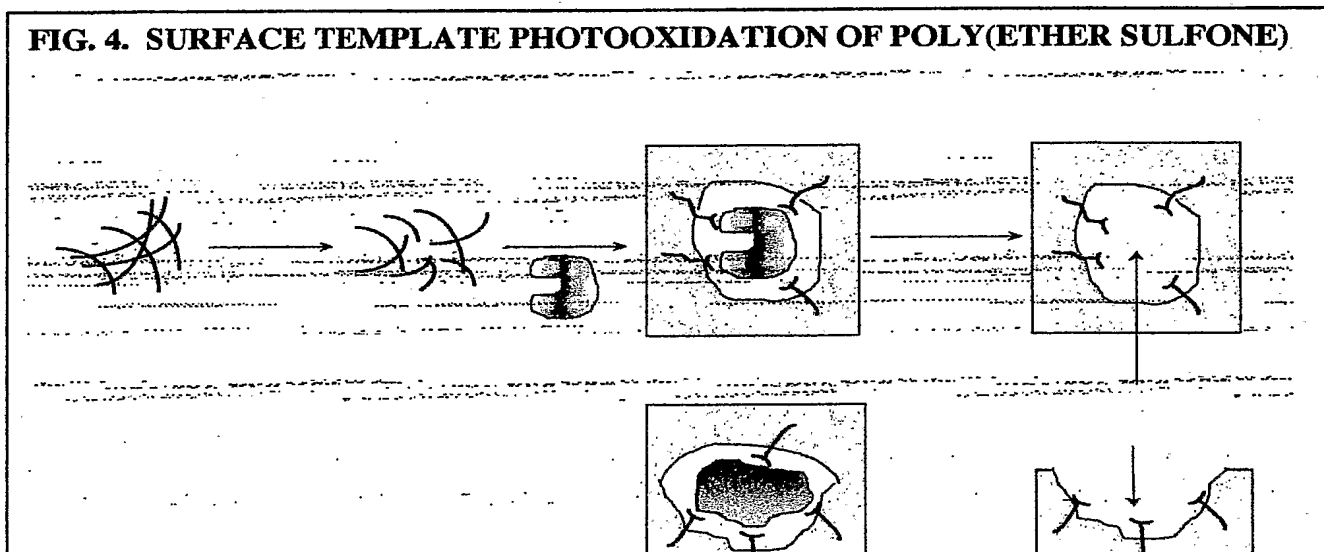 FIG. 4. SURFACE TEMPLATE PHOTOOXIDATION OF POLY(ETHER SULFONE)